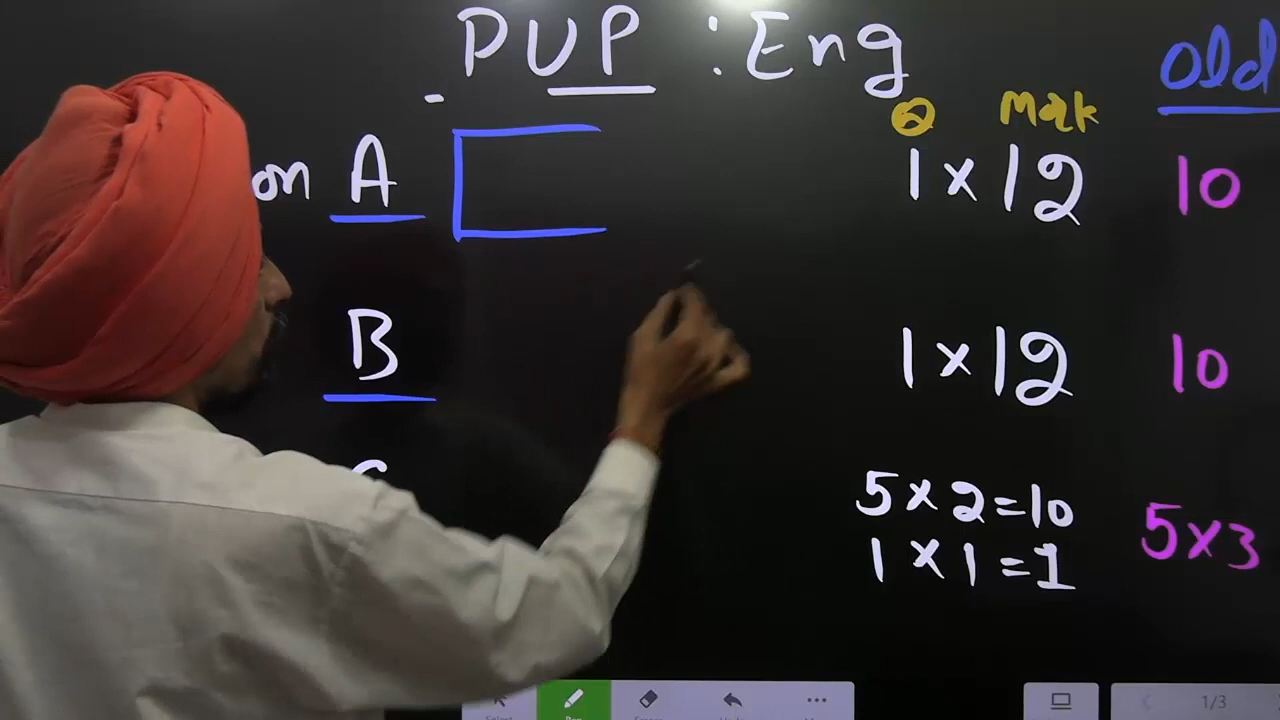 PUP : Eng
Q Mark Old
on A 1 x 12 10
B 1 x 12 10
5 x 2 = 10 5 x 3
1 x 1 = 1
1/3